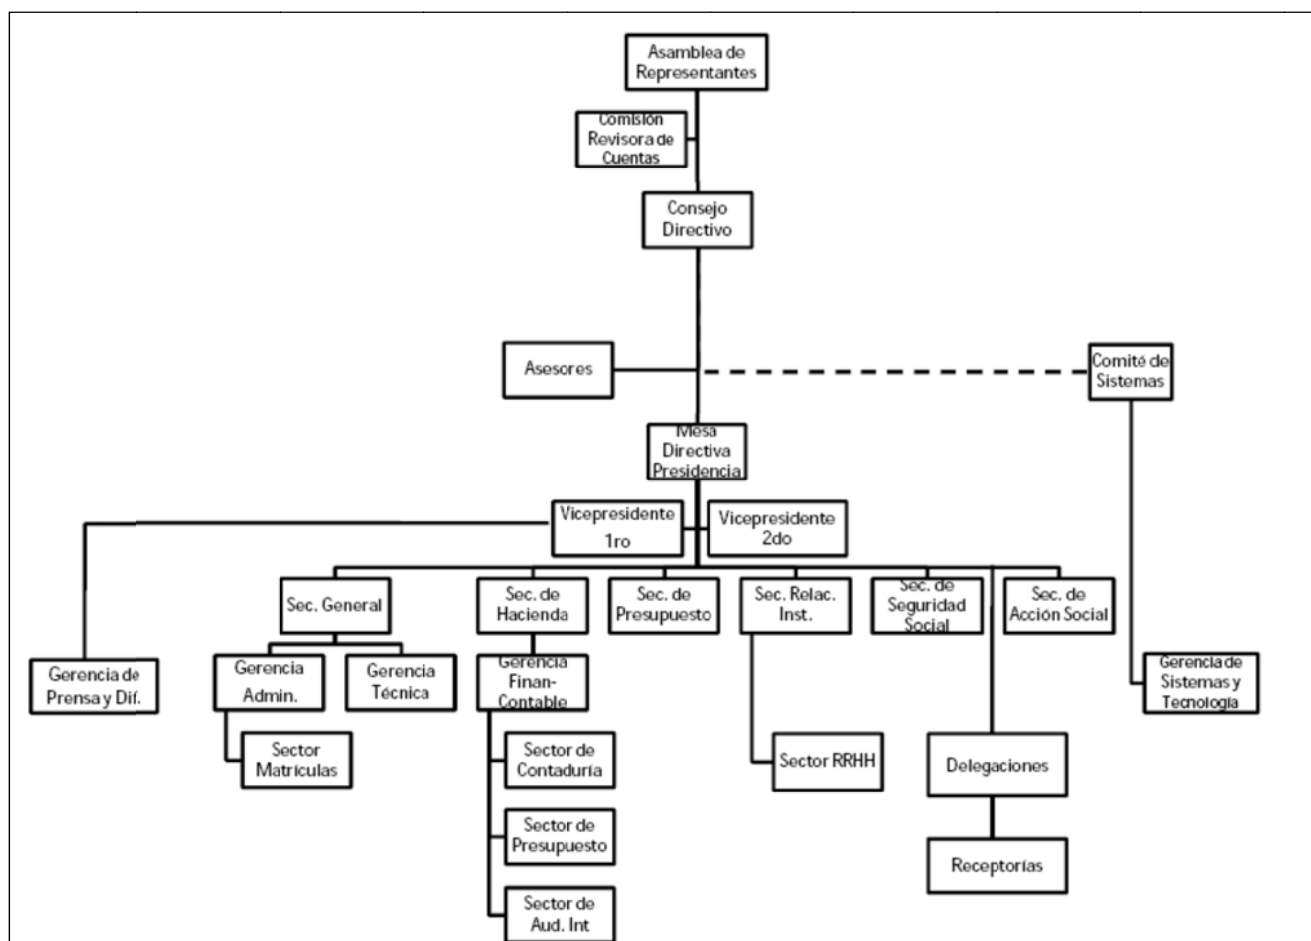 Asamblea de
Representantes
Comisión
Revisora de
Cuentas
Consejo
Directivo
Asesores
Comité de
Sistemas
Mesa
Directiva
Presidencia
Vicepresidente
1ro
Vicepresidente
2do
Sec. General
Sec. de
Hacienda
Sec. de
Presupuesto
Sec. Relac.
Inst.
Sec. de
Seguridad
Social
Sec. de
Acción Social
Gerencia de
Prensa y Dif.
Gerencia
Admin.
Gerencia
Técnica
Gerencia
Finan-
Contable
Gerencia de
Sistemas y
Tecnología
Sector
Matrículas
Sector de
Contaduría
Sector RRHH
Delegaciones
Sector de
Presupuesto
Receptorías
Sector de
Aud. Int